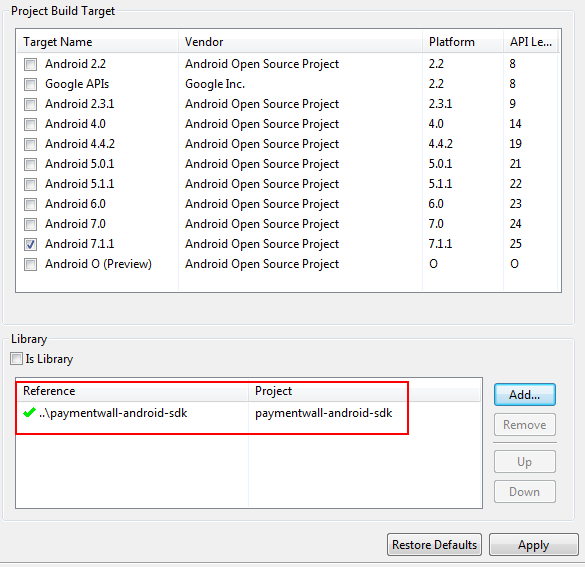 Project Build Target
Target Name Vendor Platform API Le...
Android 2.2 Android Open Source Project 2.2 8
Google APIs Google Inc. 2.2 8
Android 2.3.1 Android Open Source Project 2.3.1 9
Android 4.0 Android Open Source Project 4.0 14
Android 4.4.2 Android Open Source Project 4.4.2 19
Android 5.0.1 Android Open Source Project 5.0.1 21
Android 5.1.1 Android Open Source Project 5.1.1 22
Android 6.0 Android Open Source Project 6.0 23
Android 7.0 Android Open Source Project 7.0 24
Android 7.1.1 Android Open Source Project 7.1.1 25
Android O (Preview) Android Open Source Project O O
Library
Is Library
Reference Project
..\paymentwall-android-sdk paymentwall-android-sdk
Add...
Remove
Up
Down
Restore Defaults Apply